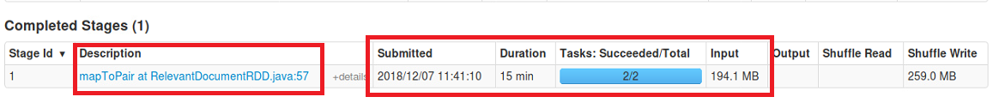 Completed Stages (1)
Stage Id ▼ Description Submitted Duration Tasks: Succeeded/Total Input Output Shuffle Read Shuffle Write
1 mapToPair at RelevantDocumentRDD.java:57 +details 2018/12/07 11:41:10 15 min 2/2 194.1 MB 259.0 MB